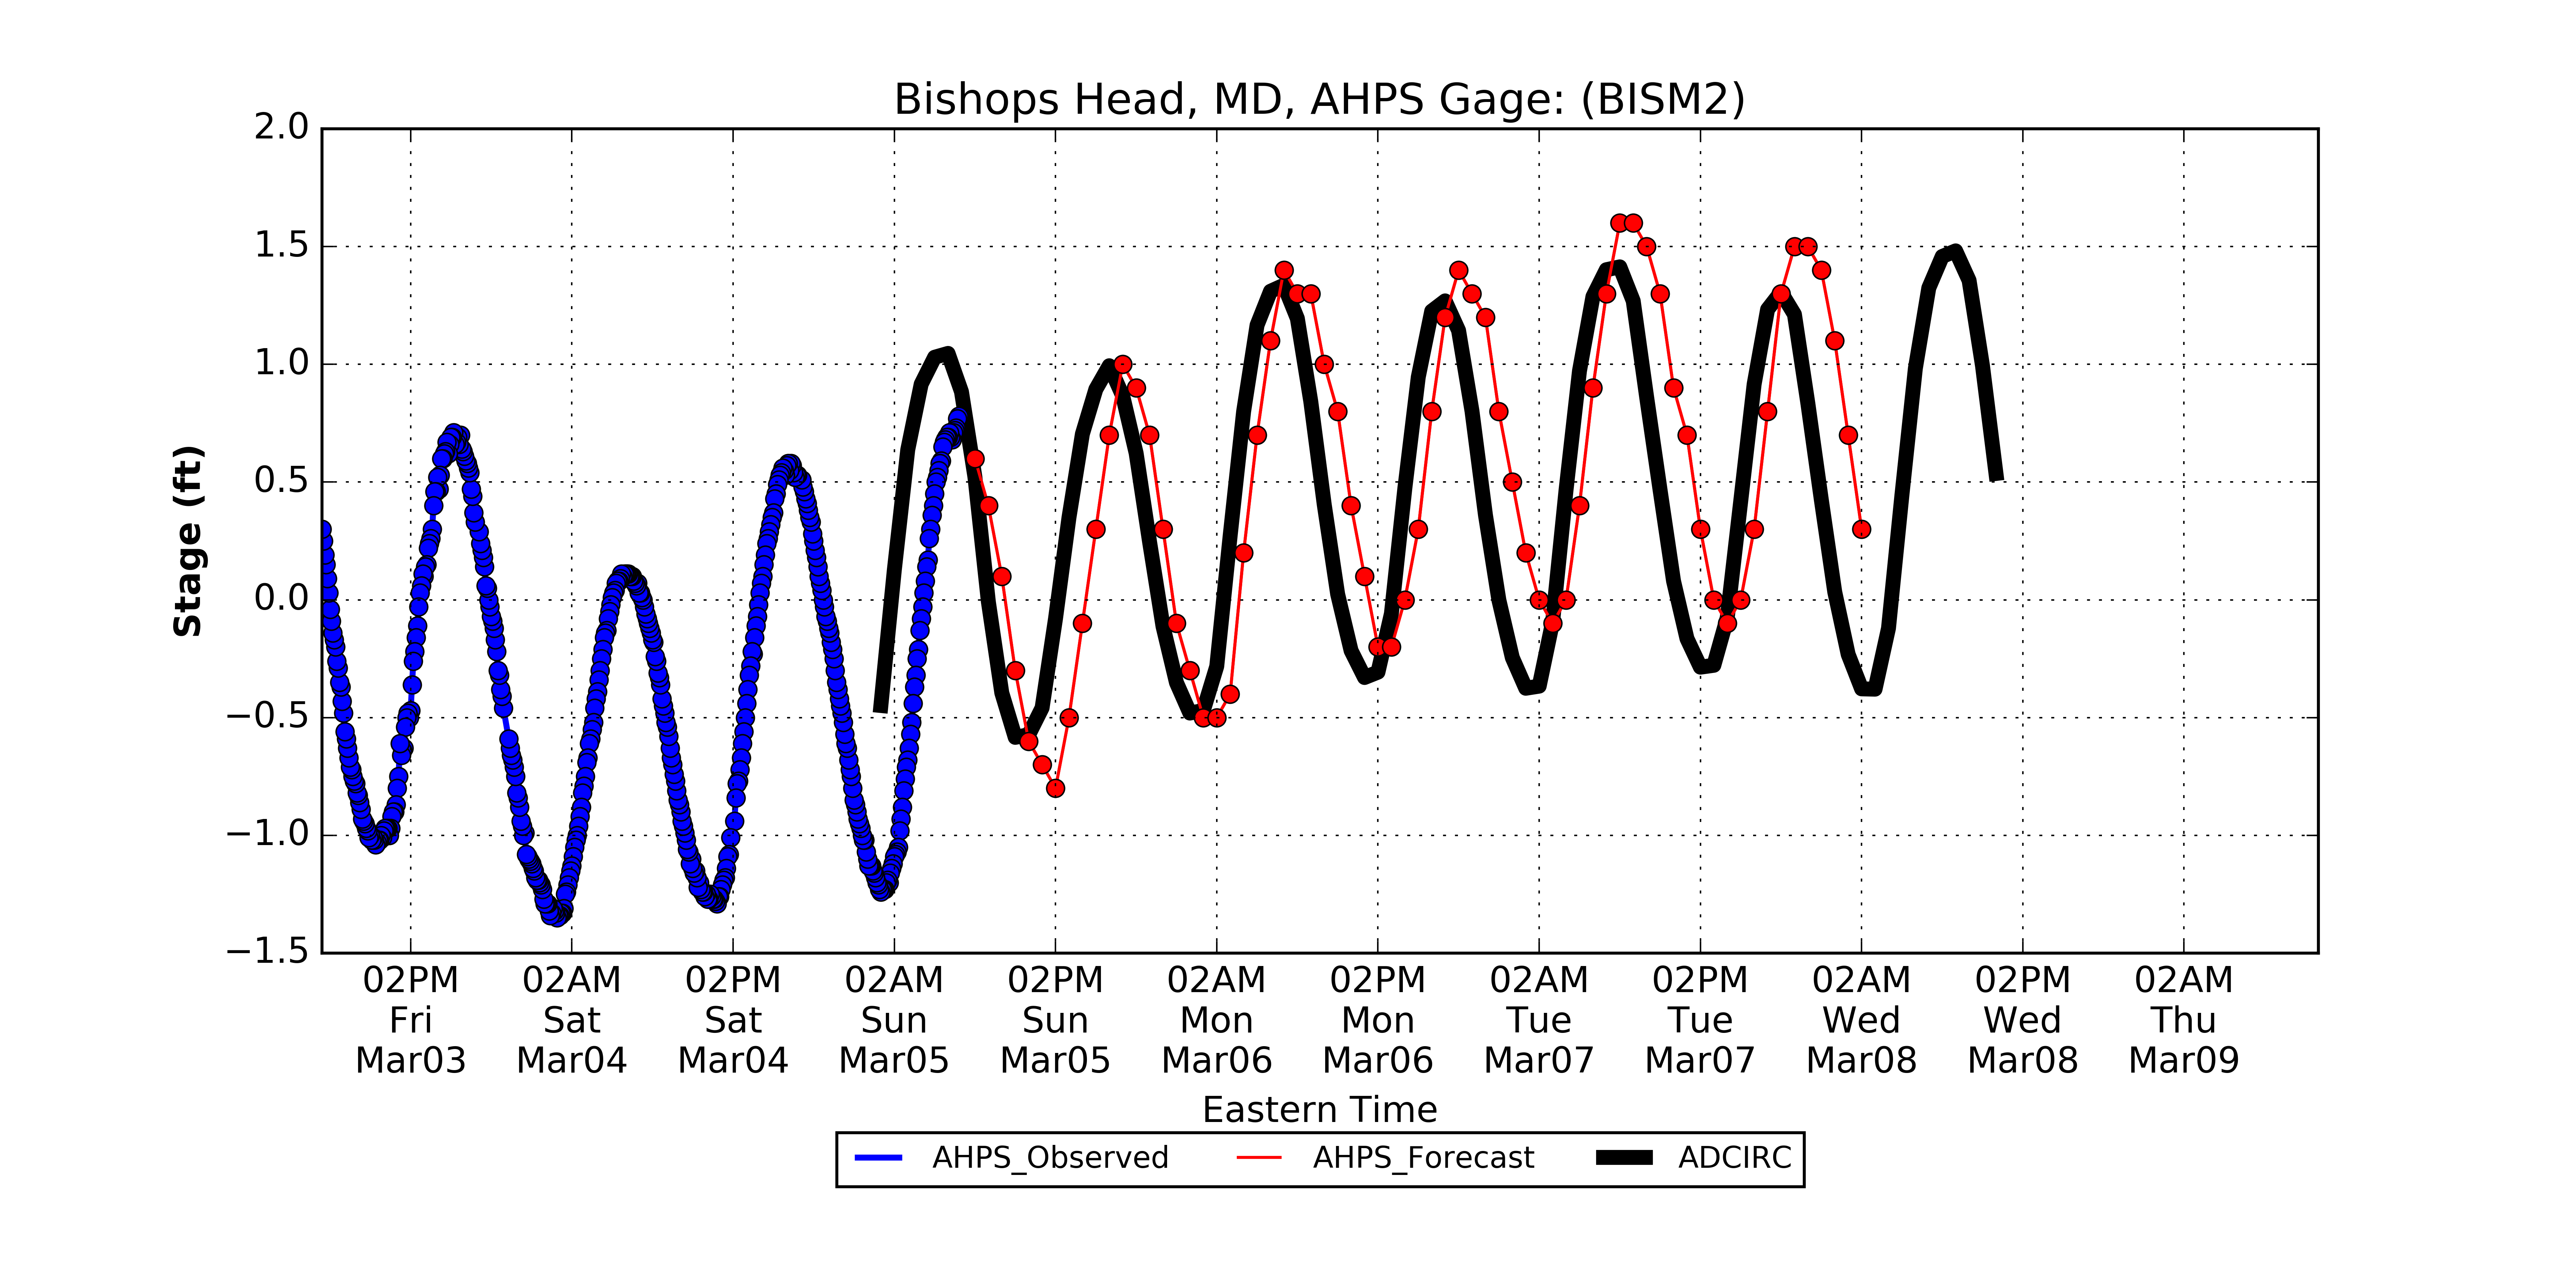 Bishops Head, MD, AHPS Gage: (BISM2)
Stage (ft)
2.0
1.5
1.0
0.5
0.0
−0.5
−1.0
−1.5
02PM 02AM 02PM 02AM 02PM 02AM 02PM 02AM 02PM 02AM 02PM 02AM
Fri Sat Sat Sun Sun Mon Mon Tue Tue Wed Wed Thu
Mar03 Mar04 Mar04 Mar05 Mar05 Mar06 Mar06 Mar07 Mar07 Mar08 Mar08 Mar09
Eastern Time
AHPS_Observed AHPS_Forecast ADCIRC